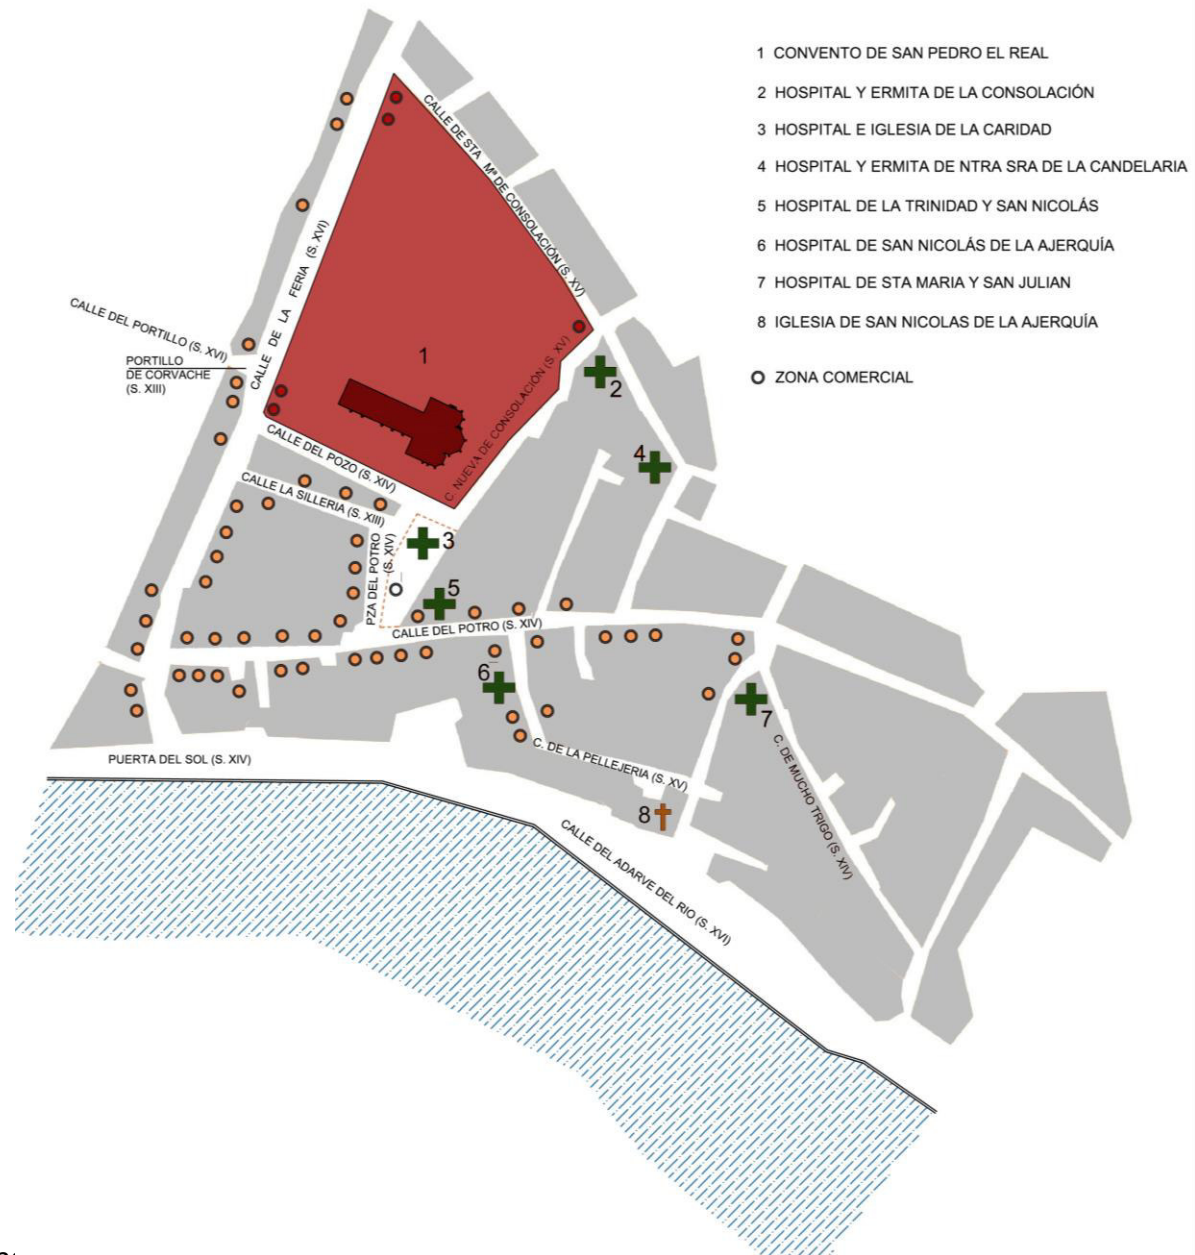 1 CONVENTO DE SAN PEDRO EL REAL
2 HOSPITAL Y ERMITA DE LA CONSOLACIÓN
3 HOSPITAL E IGLESIA DE LA CARIDAD
4 HOSPITAL Y ERMITA DE NTRA SRA DE LA CANDELARIA
5 HOSPITAL DE LA TRINIDAD Y SAN NICOLÁS
6 HOSPITAL DE SAN NICOLÁS DE LA AJERQUÍA
7 HOSPITAL DE STA MARIA Y SAN JULIAN
8 IGLESIA DE SAN NICOLAS DE LA AJERQUÍA
ZONA COMERCIAL
CALLE DE STA Mª DE CONSOLACIÓN (S. XV)
CALLE DE LA FERIA (S. XVI)
CALLE DEL PORTILLO (S. XVI)
PORTILLO
DE CORVACHE
(S. XIII)
1
C. NUEVA DE CONSOLACIÓN (S. XV)
2
CALLE DEL POZO (S. XIV)
4
CALLE LA SILLERIA (S. XIII)
PZA DEL POTRO
(S. XIV)
3
5
CALLE DEL POTRO (S. XIV)
6
7
C. DE LA PELLEJERIA (S. XV)
C. DE MUCHO TRIGO (S. XIV)
PUERTA DEL SOL (S. XIV)
8
CALLE DEL ADARVE DEL RIO (S. XVI)